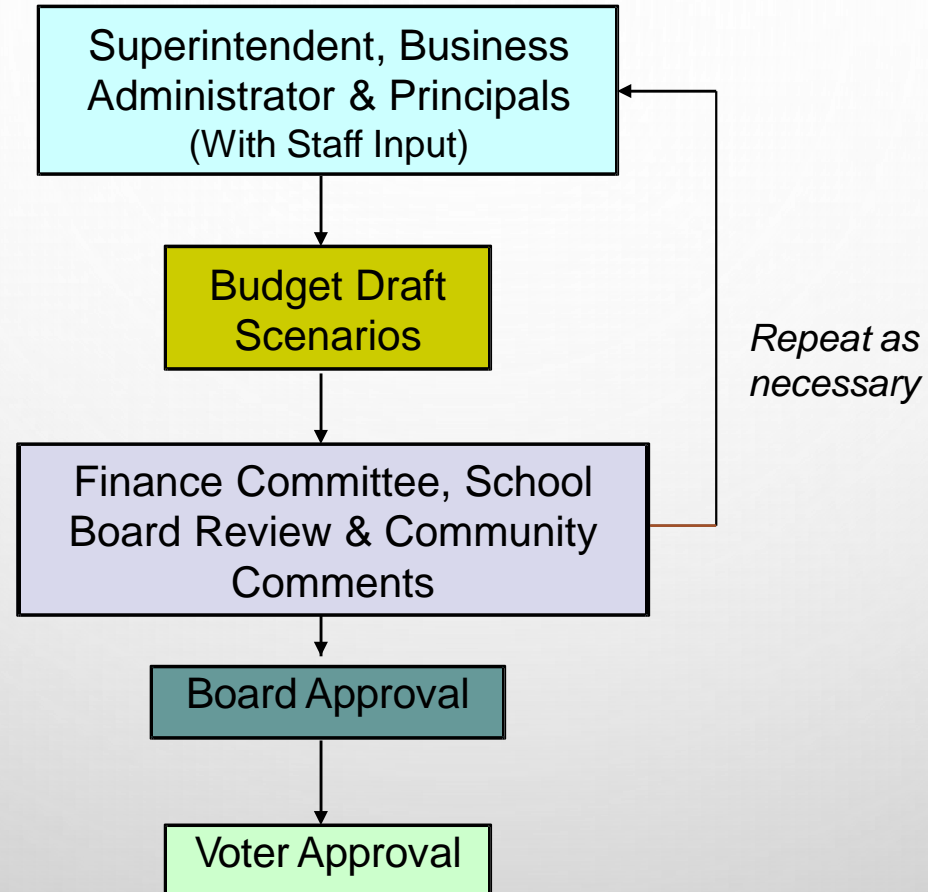 Superintendent, Business
Administrator & Principals
(With Staff Input)
Budget Draft
Scenarios
Repeat as
necessary
Finance Committee, School
Board Review & Community
Comments
Board Approval
Voter Approval